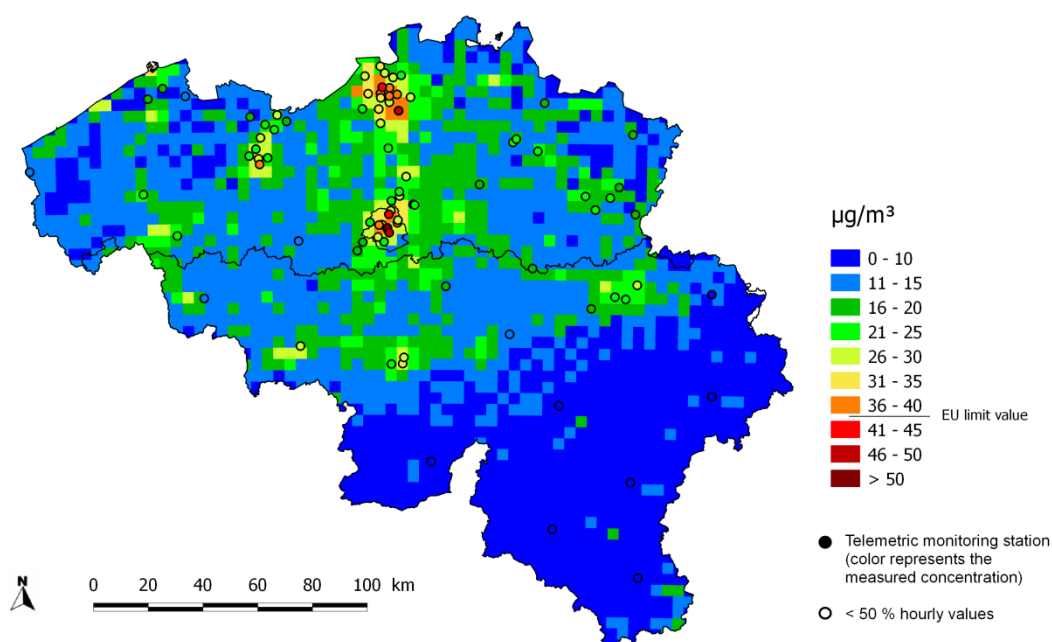 µg/m³
0 - 10
11 - 15
16 - 20
21 - 25
26 - 30
31 - 35
36 - 40
EU limit value
41 - 45
46 - 50
> 50
Telemetric monitoring station
(color represents the
measured concentration)
< 50 % hourly values
N
0 20 40 60 80 100 km